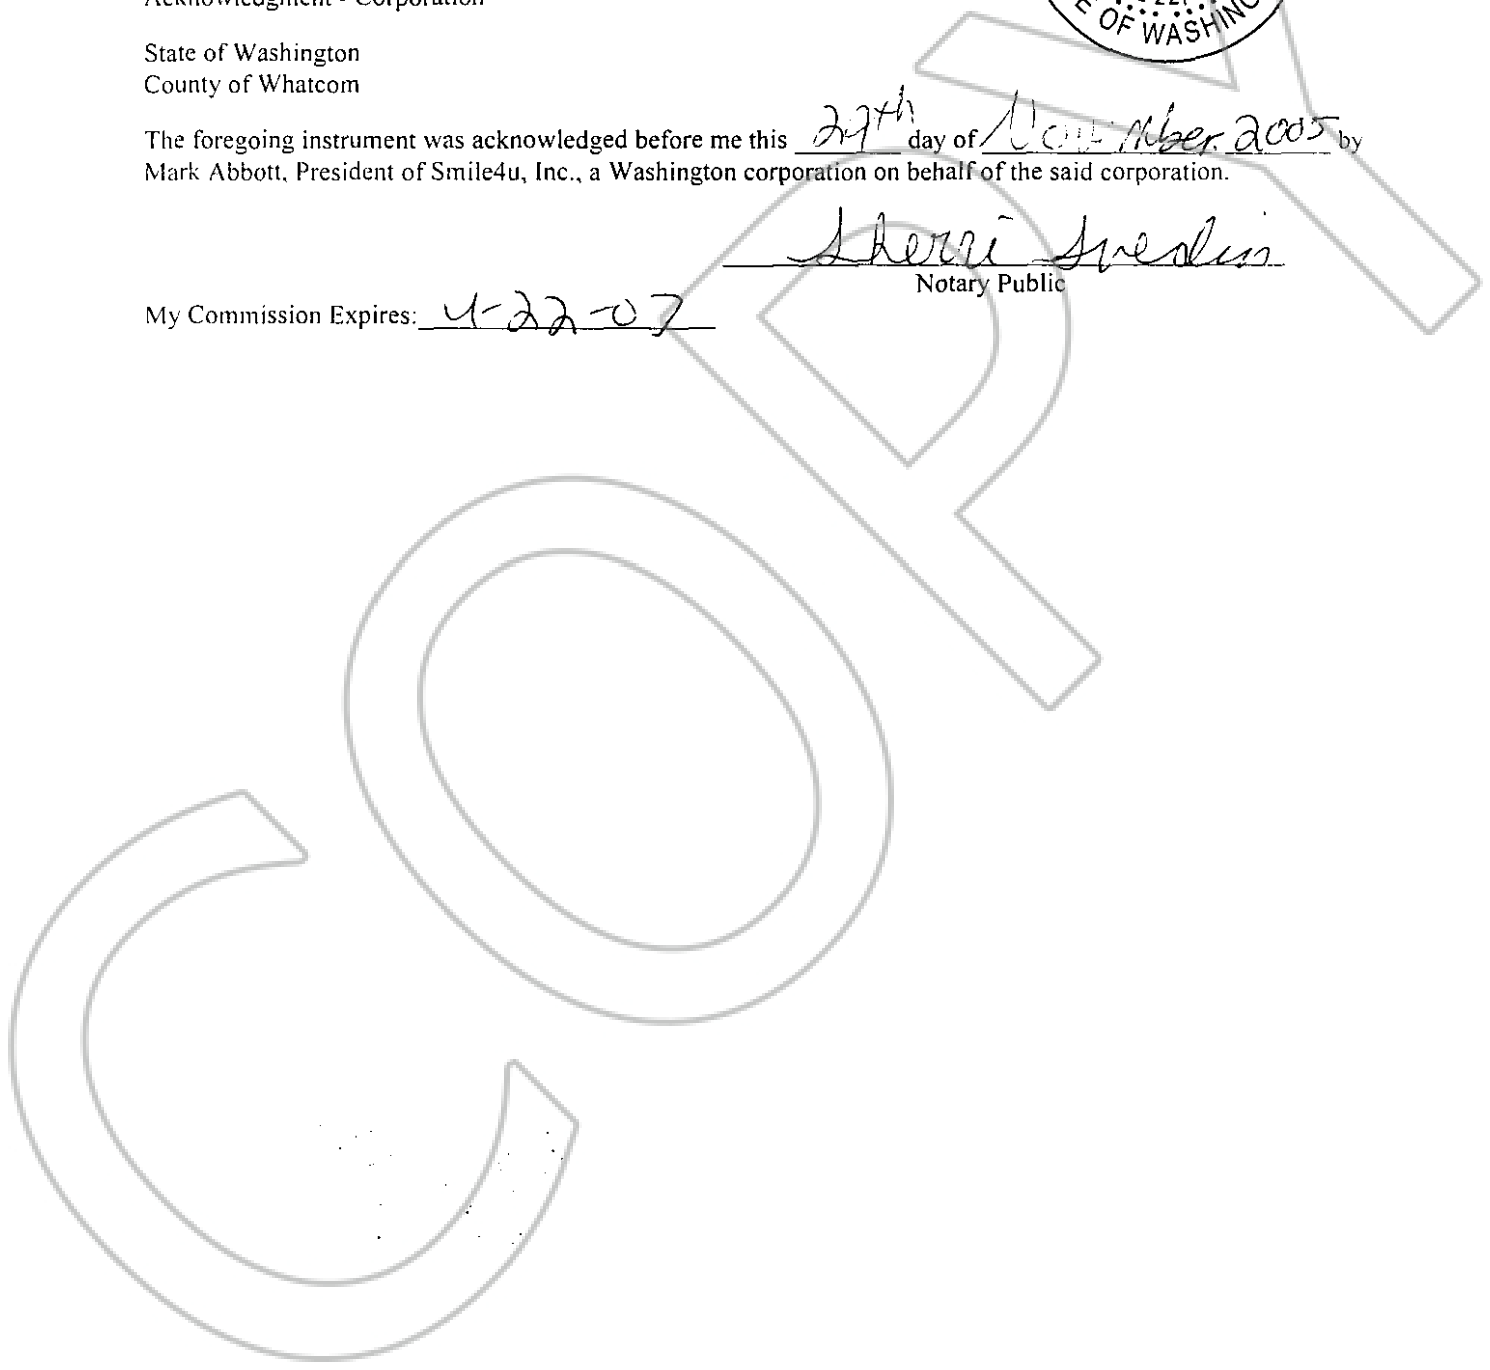 Acknowledgment - Corporation
E OF WASHING
State of Washington
County of Whatcom
The foregoing instrument was acknowledged before me this 29th day of November 2005 by
Mark Abbott, President of Smile4u, Inc., a Washington corporation on behalf of the said corporation.
Sherri Svedin
Notary Public
My Commission Expires: 4-22-07
COPY